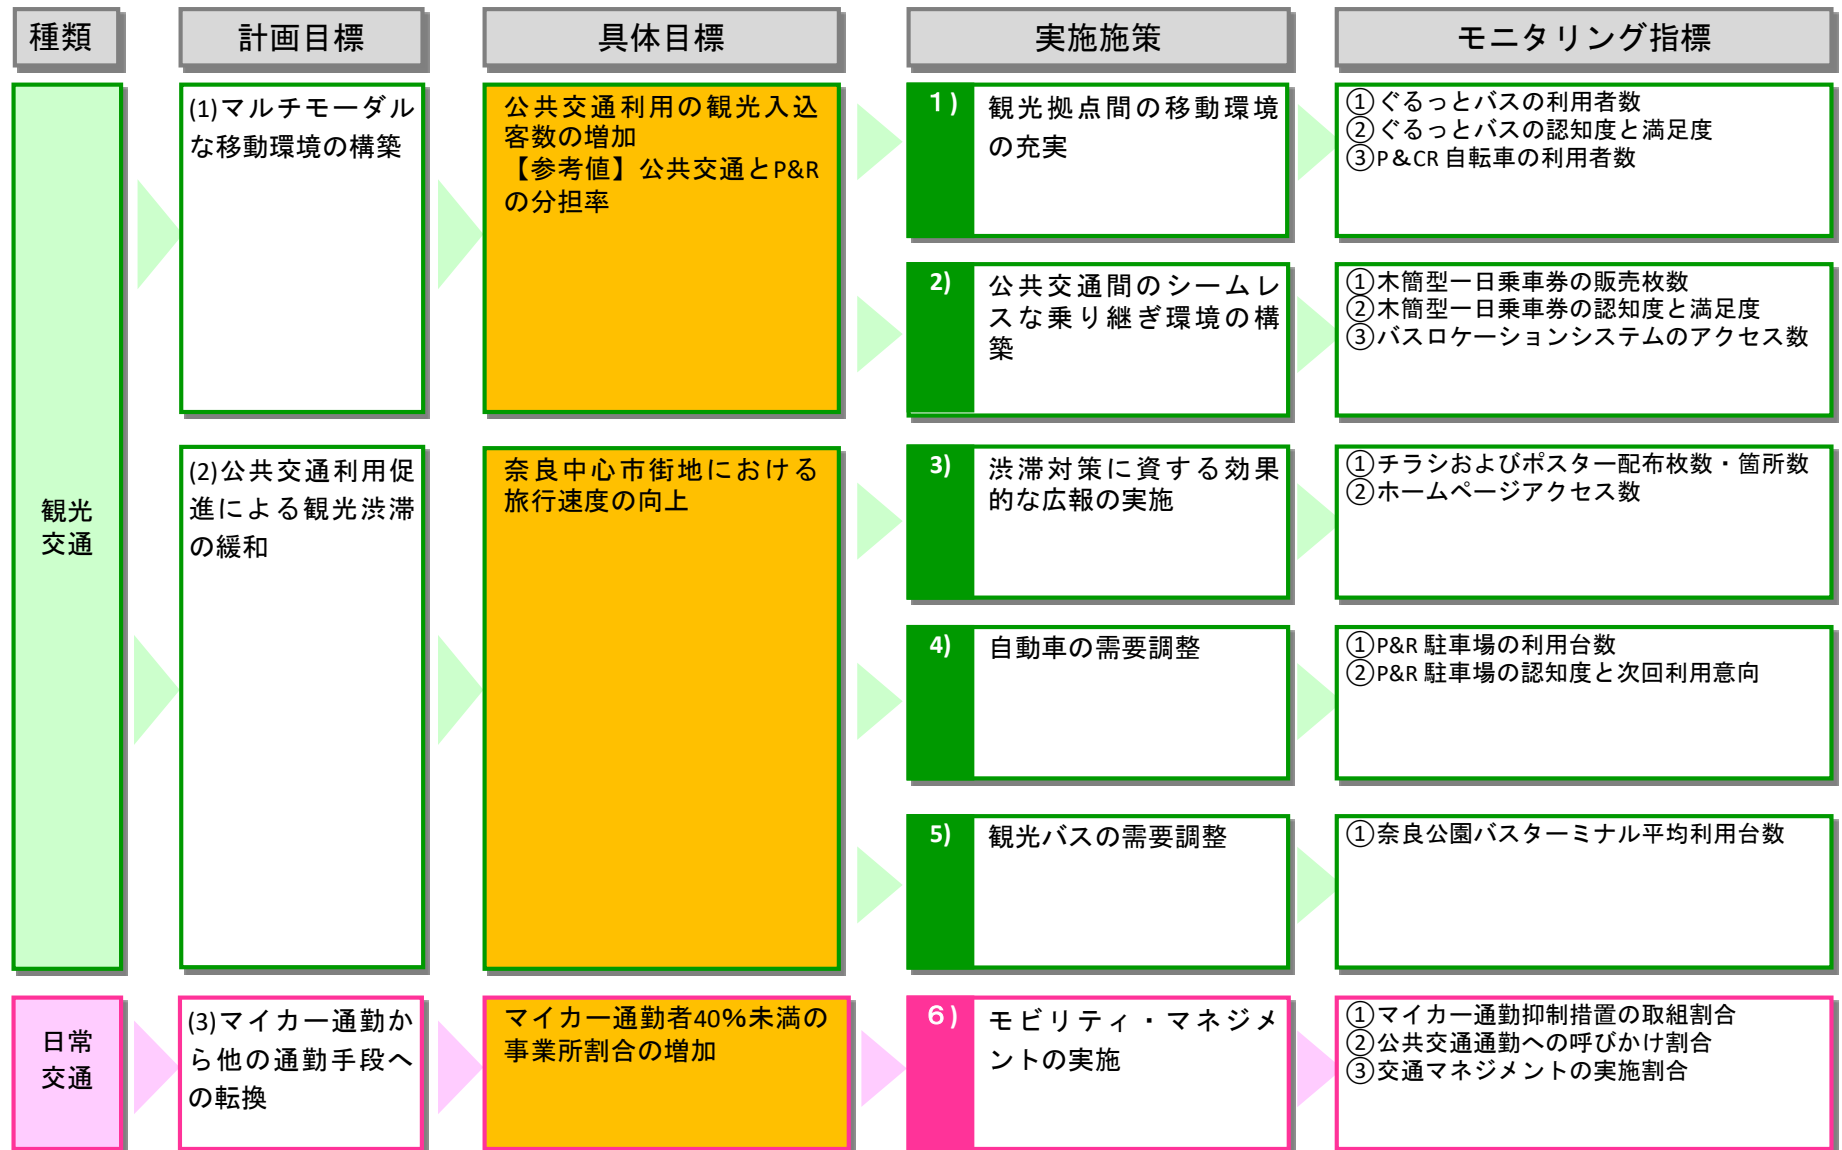 種類
計画目標
具体目標
実施施策
モニタリング指標
観光
交通
(1)マルチモーダル
な移動環境の構築
公共交通利用の観光入込
客数の増加
【参考値】公共交通とP&R
の分担率
1)
観光拠点間の移動環境
の充実
①ぐるっとバスの利用者数
②ぐるっとバスの認知度と満足度
③P&CR自転車の利用者数
2)
公共交通間のシームレ
スな乗り継ぎ環境の構
築
①木簡型一日乗車券の販売枚数
②木簡型一日乗車券の認知度と満足度
③バスロケーションシステムのアクセス数
(2)公共交通利用促
進による観光渋滞
の緩和
奈良中心市街地における
旅行速度の向上
3)
渋滞対策に資する効果
的な広報の実施
①チラシおよびポスター配布枚数・箇所数
②ホームページアクセス数
4)
自動車の需要調整
①P&R駐車場の利用台数
②P&R駐車場の認知度と次回利用意向
5)
観光バスの需要調整
①奈良公園バスターミナル平均利用台数
日常
交通
(3)マイカー通勤か
ら他の通勤手段へ
の転換
マイカー通勤者40%未満の
事業所割合の増加
6)
モビリティ・マネジメ
ントの実施
①マイカー通勤抑制措置の取組割合
②公共交通通勤への呼びかけ割合
③交通マネジメントの実施割合